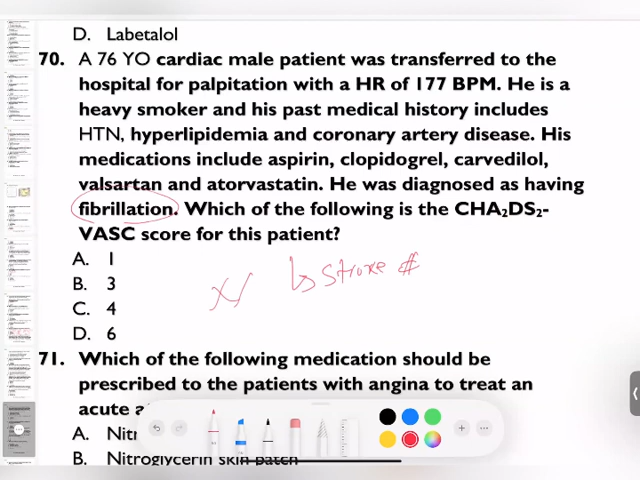 D. Labetalol
70. A 76 YO cardiac male patient was transferred to the
hospital for palpitation with a HR of 177 BPM. He is a
heavy smoker and his past medical history includes
HTN, hyperlipidemia and coronary artery disease. His
medications include aspirin, clopidogrel, carvedilol,
valsartan and atorvastatin. He was diagnosed as having
fibrillation. Which of the following is the CHA₂DS₂-
VASC score for this patient?
A. 1
B. 3
C. 4
D. 6
Stroke #
71. Which of the following medication should be
prescribed to the patients with angina to treat an
acute
A. Nit
B. Nitroglycerin skin patch